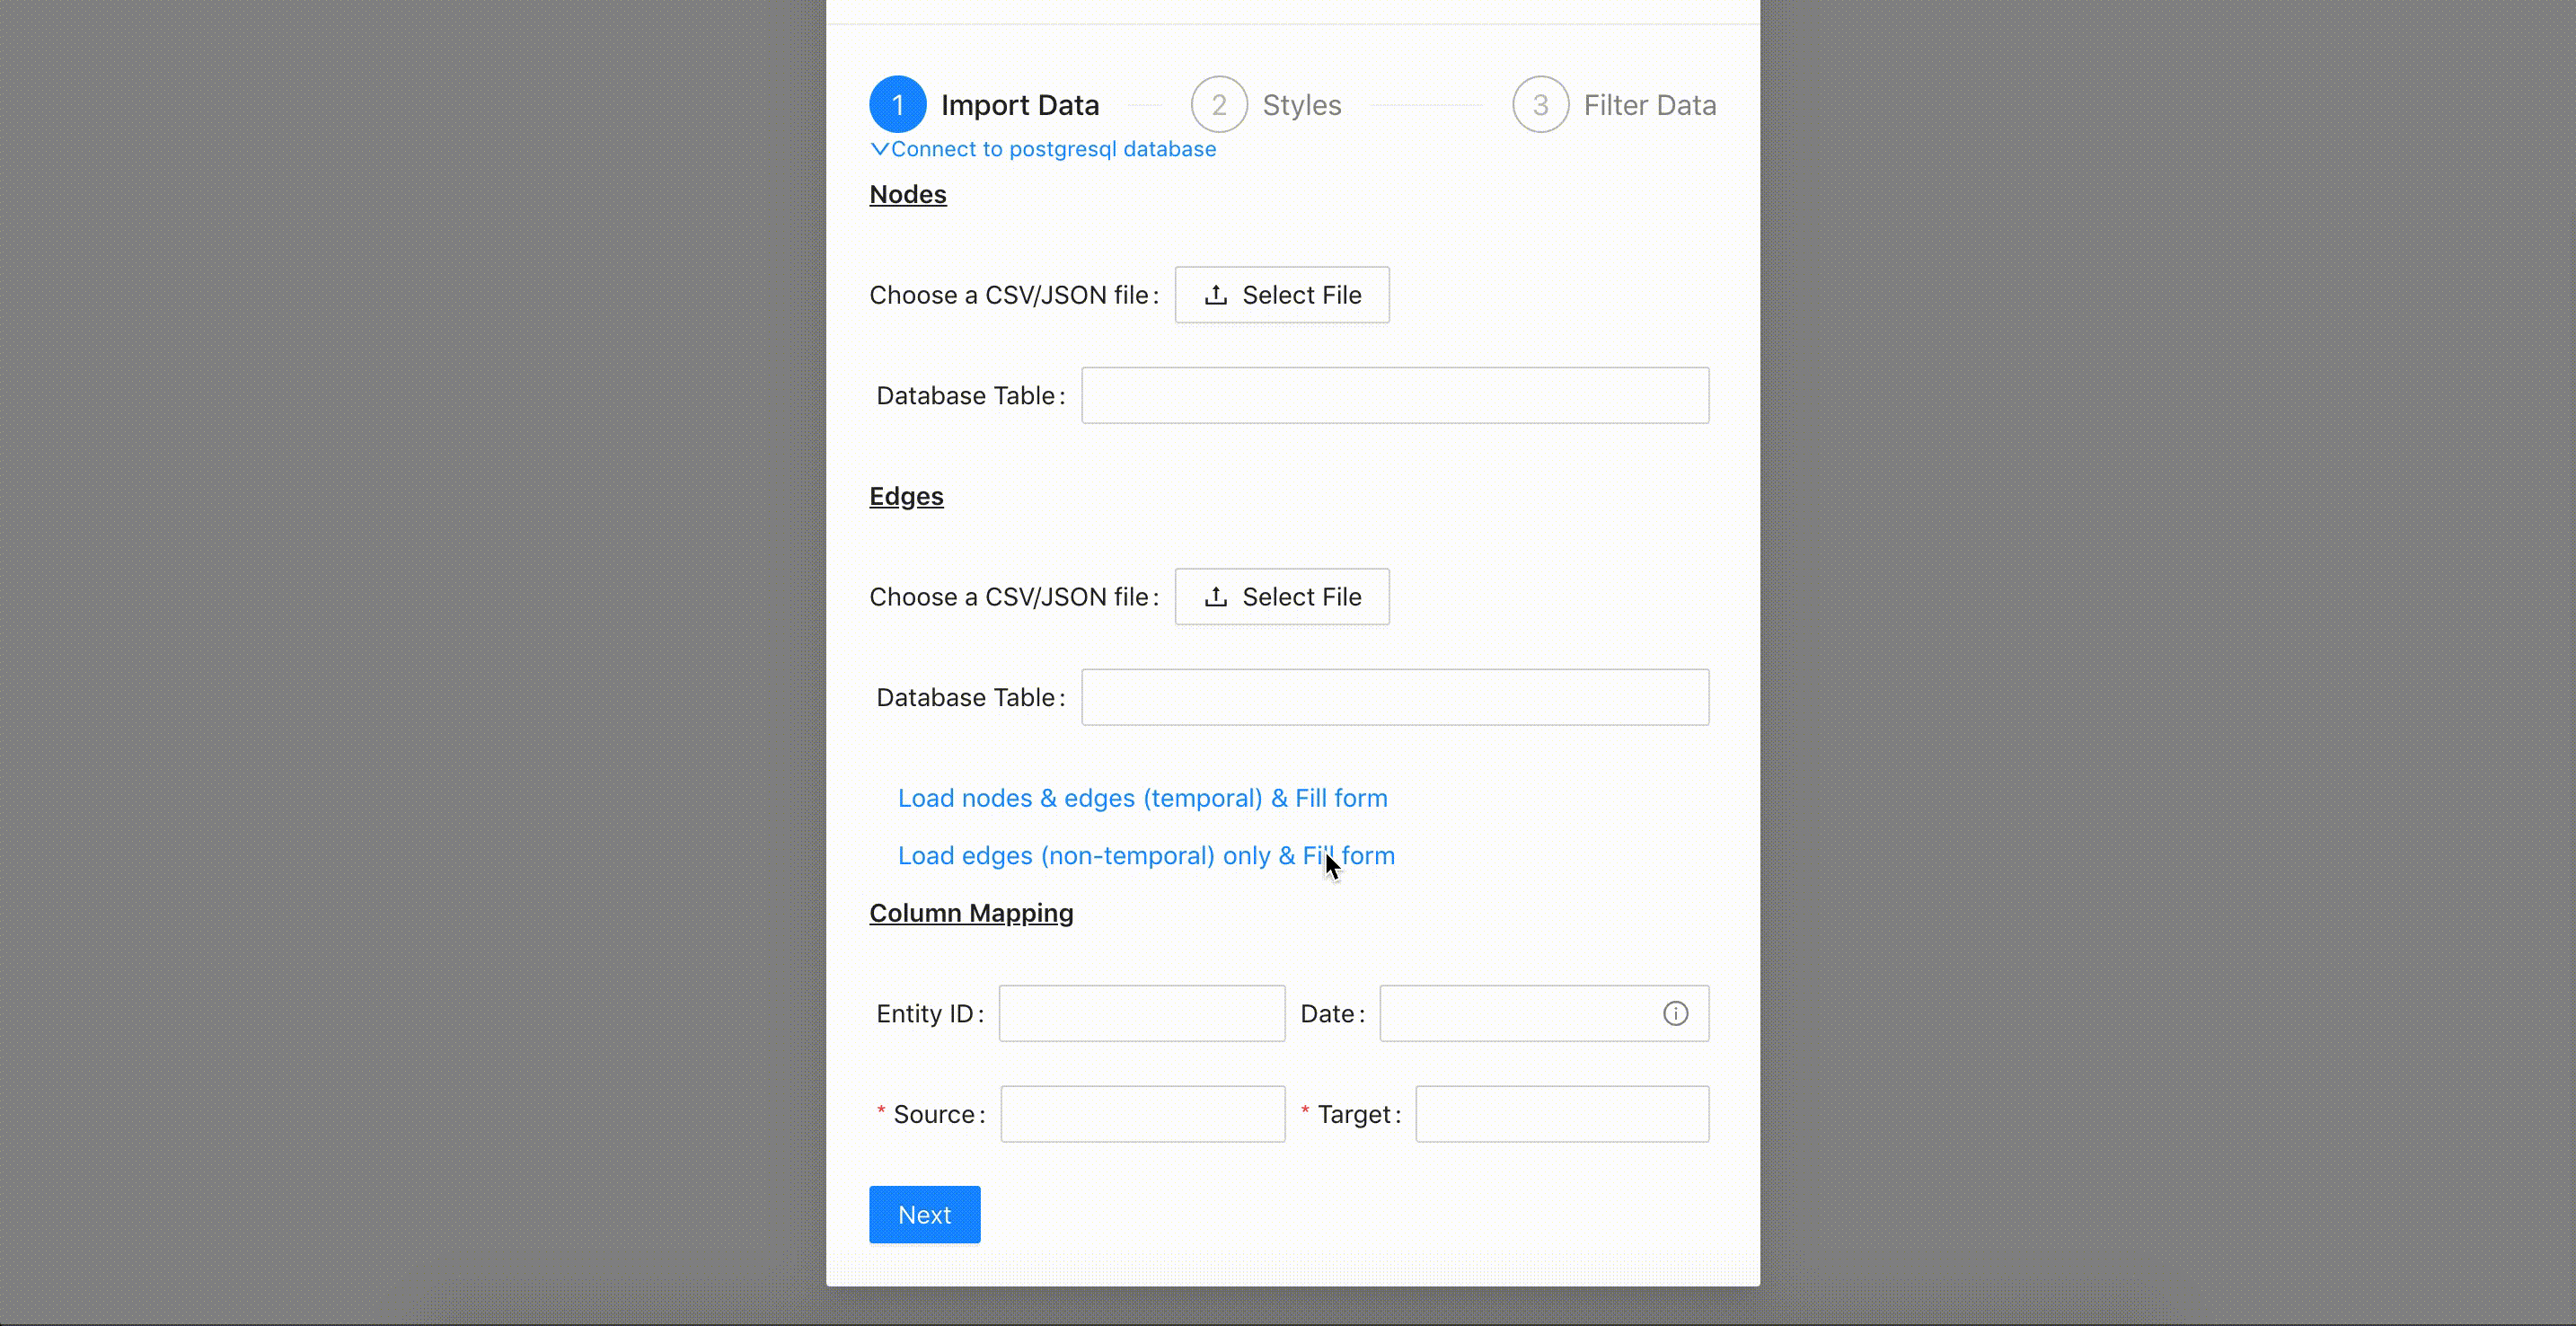 1 Import Data 2 Styles 3 Filter Data
Connect to postgresql database
Nodes
Choose a CSV/JSON file: Select File
Database Table:
Edges
Choose a CSV/JSON file: Select File
Database Table:
Load nodes & edges (temporal) & Fill form
Load edges (non-temporal) only & Fill form
Column Mapping
Entity ID: Date:
* Source: * Target:
Next